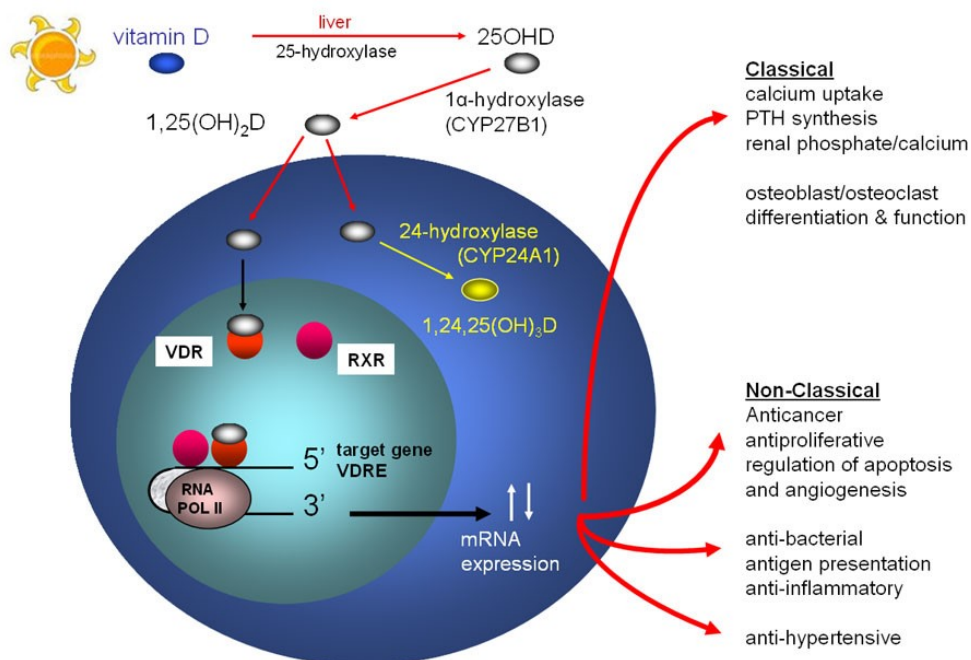 vitamin D
liver
25-hydroxylase
25OHD
1α-hydroxylase
(CYP27B1)
1,25(OH)₂D
24-hydroxylase
(CYP24A1)
1,24,25(OH)₃D
VDR
RXR
5’
target gene
VDRE
RNA
POL II
3’
mRNA
expression
Classical
calcium uptake
PTH synthesis
renal phosphate/calcium
osteoblast/osteoclast
differentiation & function
Non-Classical
Anticancer
antiproliferative
regulation of apoptosis
and angiogenesis
anti-bacterial
antigen presentation
anti-inflammatory
anti-hypertensive